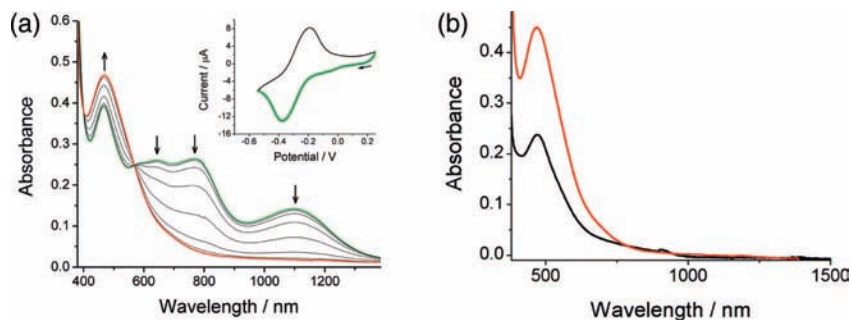 (a)
0.6
0.5
0.4
0.3
0.2
0.1
0.0
Absorbance
400 600 800 1000 1200
Wavelength / nm
8
4
0
-4
-8
-12
-16
Current / μA
-0.6 -0.4 -0.2 0.0 0.2
Potential / V
(b)
0.4
0.3
0.2
0.1
0.0
Absorbance
500 1000 1500
Wavelength / nm